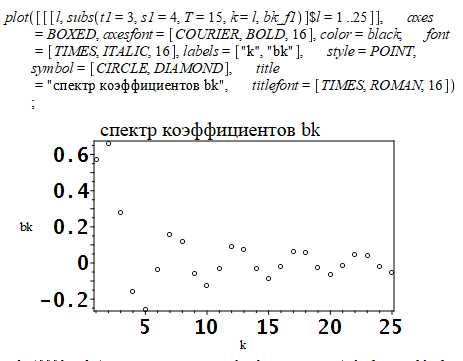 plot([[[l, subs(t1 = 3, s1 = 4, T = 15, k = l, bk_f1)]$l = 1 ..25]], axes
= BOXED, axesfont = [COURIER, BOLD, 16], color = black, font
= [TIMES, ITALIC, 16], labels = ["k", "bk"], style = POINT,
symbol = [CIRCLE, DIAMOND], title
= "спектр коэффициентов bk", titlefont = [TIMES, ROMAN, 16])
;
спектр коэффициентов bk
0.6
0.4
0.2
bk
0
-0.2
5 10 15 20 25
k